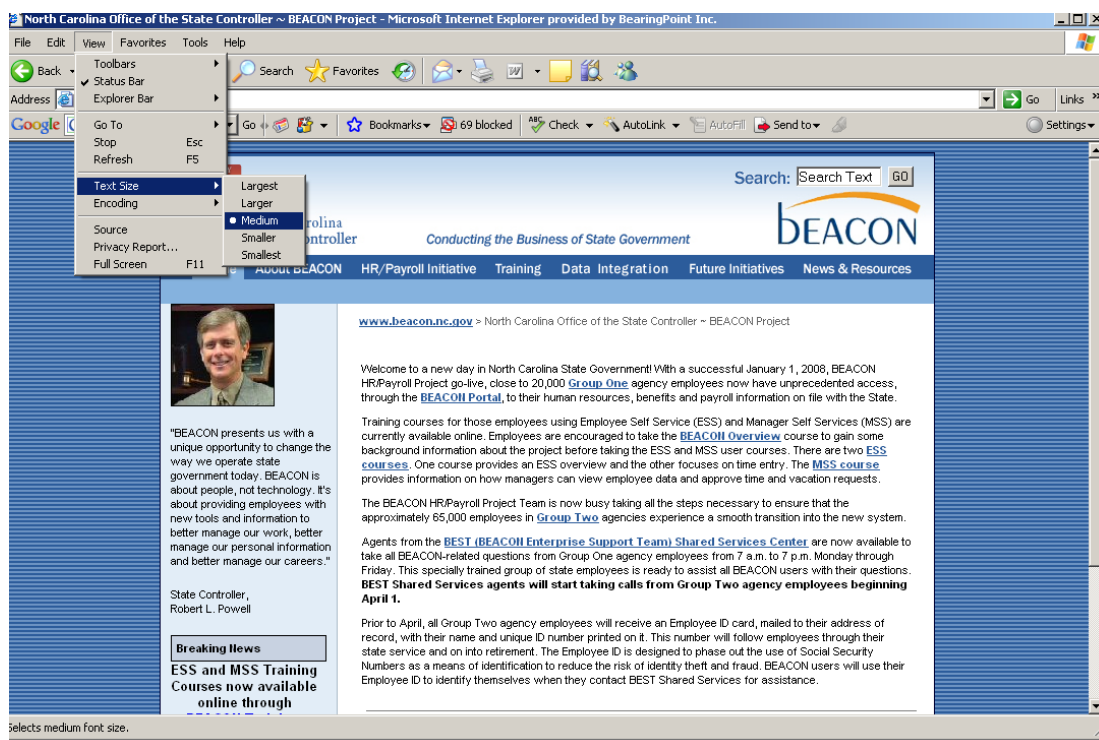 North Carolina Office of the State Controller ~ BEACON Project - Microsoft Internet Explorer provided by BearingPoint Inc.
File Edit View Favorites Tools Help
Back Search Favorites
Address Go Links »
Google Go Bookmarks 69 blocked ABC Check AutoLink AutoFill Send to Settings
Toolbars
Status Bar
Explorer Bar
Go To
Stop Esc
Refresh F5
Text Size
Encoding
Source
Privacy Report...
Full Screen F11
Largest
Larger
Medium
Smaller
Smallest
Search: Search Text GO
rolina
ntroller Conducting the Business of State Government
bEACON
About BEACON HR/Payroll Initiative Training Data Integration Future Initiatives News & Resources
www.beacon.nc.gov > North Carolina Office of the State Controller ~ BEACON Project
Welcome to a new day in North Carolina State Government! With a successful January 1, 2008, BEACON
HR/Payroll Project go-live, close to 20,000 Group One agency employees now have unprecedented access,
through the BEACON Portal, to their human resources, benefits and payroll information on file with the State.
Training courses for those employees using Employee Self Service (ESS) and Manager Self Services (MSS) are
currently available online. Employees are encouraged to take the BEACON Overview course to gain some
background information about the project before taking the ESS and MSS user courses. There are two ESS
courses. One course provides an ESS overview and the other focuses on time entry. The MSS course
provides information on how managers can view employee data and approve time and vacation requests.
The BEACON HR/Payroll Project Team is now busy taking all the steps necessary to ensure that the
approximately 65,000 employees in Group Two agencies experience a smooth transition into the new system.
Agents from the BEST (BEACON Enterprise Support Team) Shared Services Center are now available to
take all BEACON-related questions from Group One agency employees from 7 a.m. to 7 p.m. Monday through
Friday. This specially trained group of state employees is ready to assist all BEACON users with their questions.
BEST Shared Services agents will start taking calls from Group Two agency employees beginning
April 1.
Prior to April, all Group Two agency employees will receive an Employee ID card, mailed to their address of
record, with their name and unique ID number printed on it. This number will follow employees through their
state service and on into retirement. The Employee ID is designed to phase out the use of Social Security
Numbers as a means of identification to reduce the risk of identity theft and fraud. BEACON users will use their
Employee ID to identify themselves when they contact BEST Shared Services for assistance.
"BEACON presents us with a
unique opportunity to change the
way we operate state
government today. BEACON is
about people, not technology. It's
about providing employees with
new tools and information to
better manage our work, better
manage our personal information
and better manage our careers."
State Controller,
Robert L. Powell
Breaking News
ESS and MSS Training
Courses now available
online through
Selects medium font size.